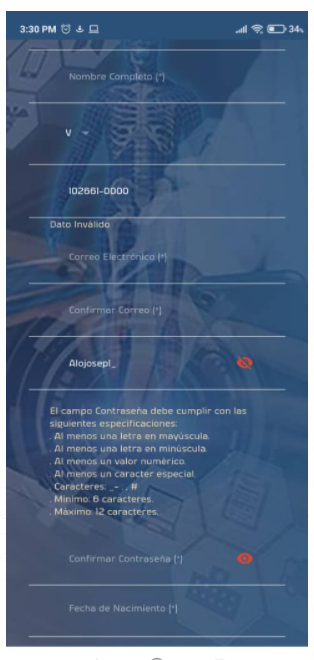 3:30 PM
34%
Nombre Completo (*)
V
102661-0000
Dato Inválido
Correo Electrónico (*)
Confirmar Correo (*)
Alojosep1_
El campo Contraseña debe cumplir con las
siguientes especificaciones:
. Al menos una letra en mayúscula.
. Al menos una letra en minúscula.
. Al menos un valor numérico.
. Al menos un caracter especial.
. Caracteres: _- . , #
. Mínimo: 6 caracteres.
. Máximo: 12 caracteres.
Confirmar Contraseña (*)
Fecha de Nacimiento (*)